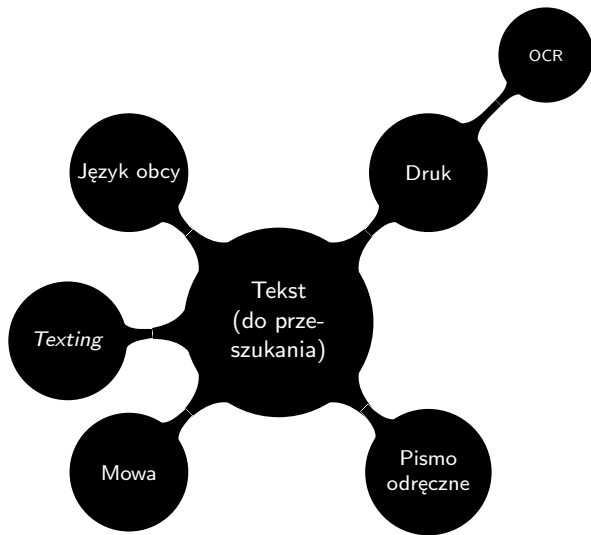 OCR
Język obcy
Druk
Tekst
(do prze-
szukania)
Texting
Mowa
Pismo
odręczne